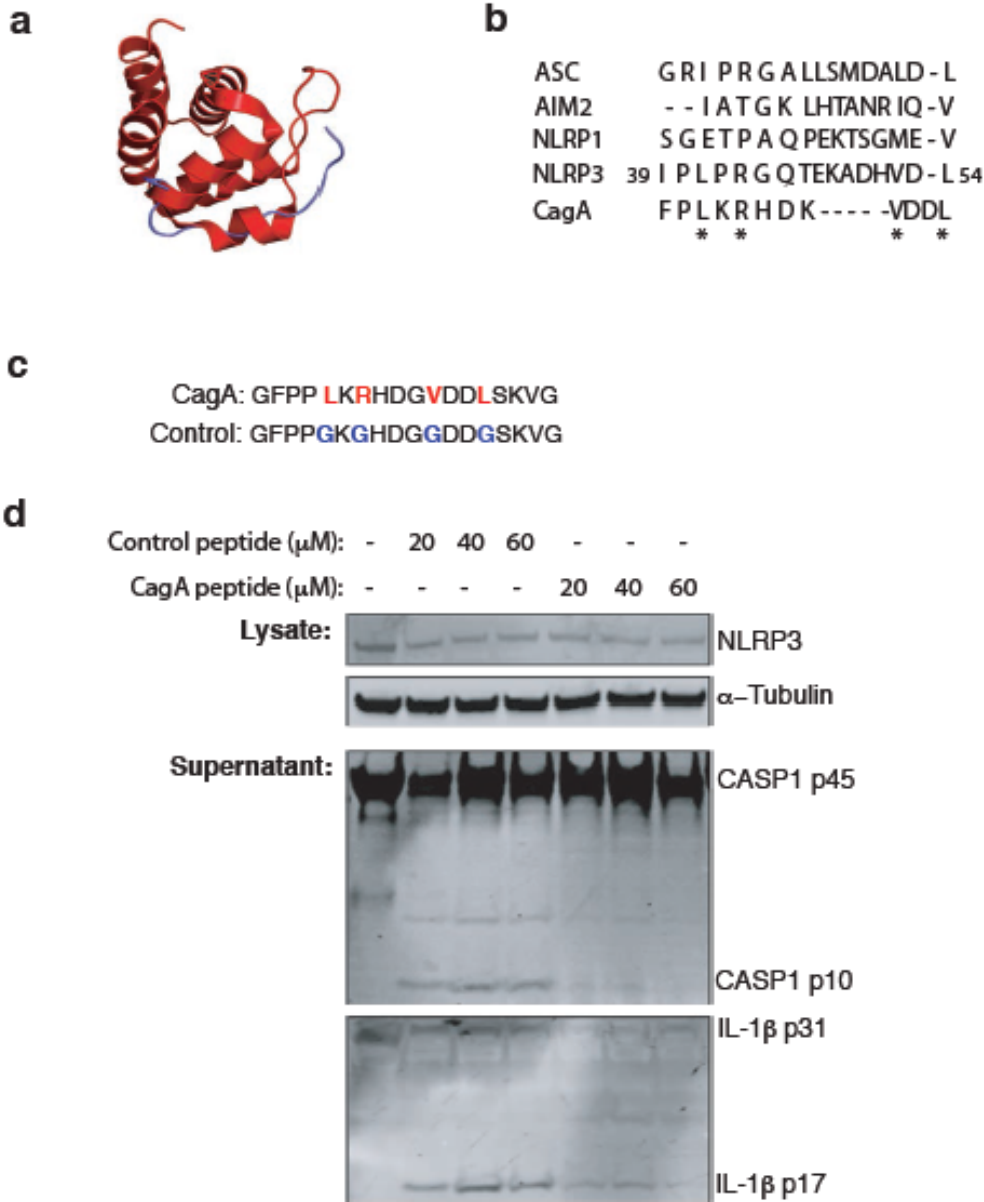 a
b
ASC GRIPRGALLSMDALD-L
AIM2 --IATGKLHTANRIQ-V
NLRP1 SGETPAQPEKTSGME-V
NLRP3 39 IPLPRGQTEKADHVD-L 54
CagA FPLKRHDK-----VDDL
* * * *
c
CagA: GFPP LKRHDGVDDLSKVG
Control: GFPPGKGHDGGDDGSKVG
d
Control peptide (μM): - 20 40 60 - - -
CagA peptide (μM): - - - - 20 40 60
Lysate:
NLRP3
α–Tubulin
Supernatant:
CASP1 p45
CASP1 p10
IL-1β p31
IL-1β p17